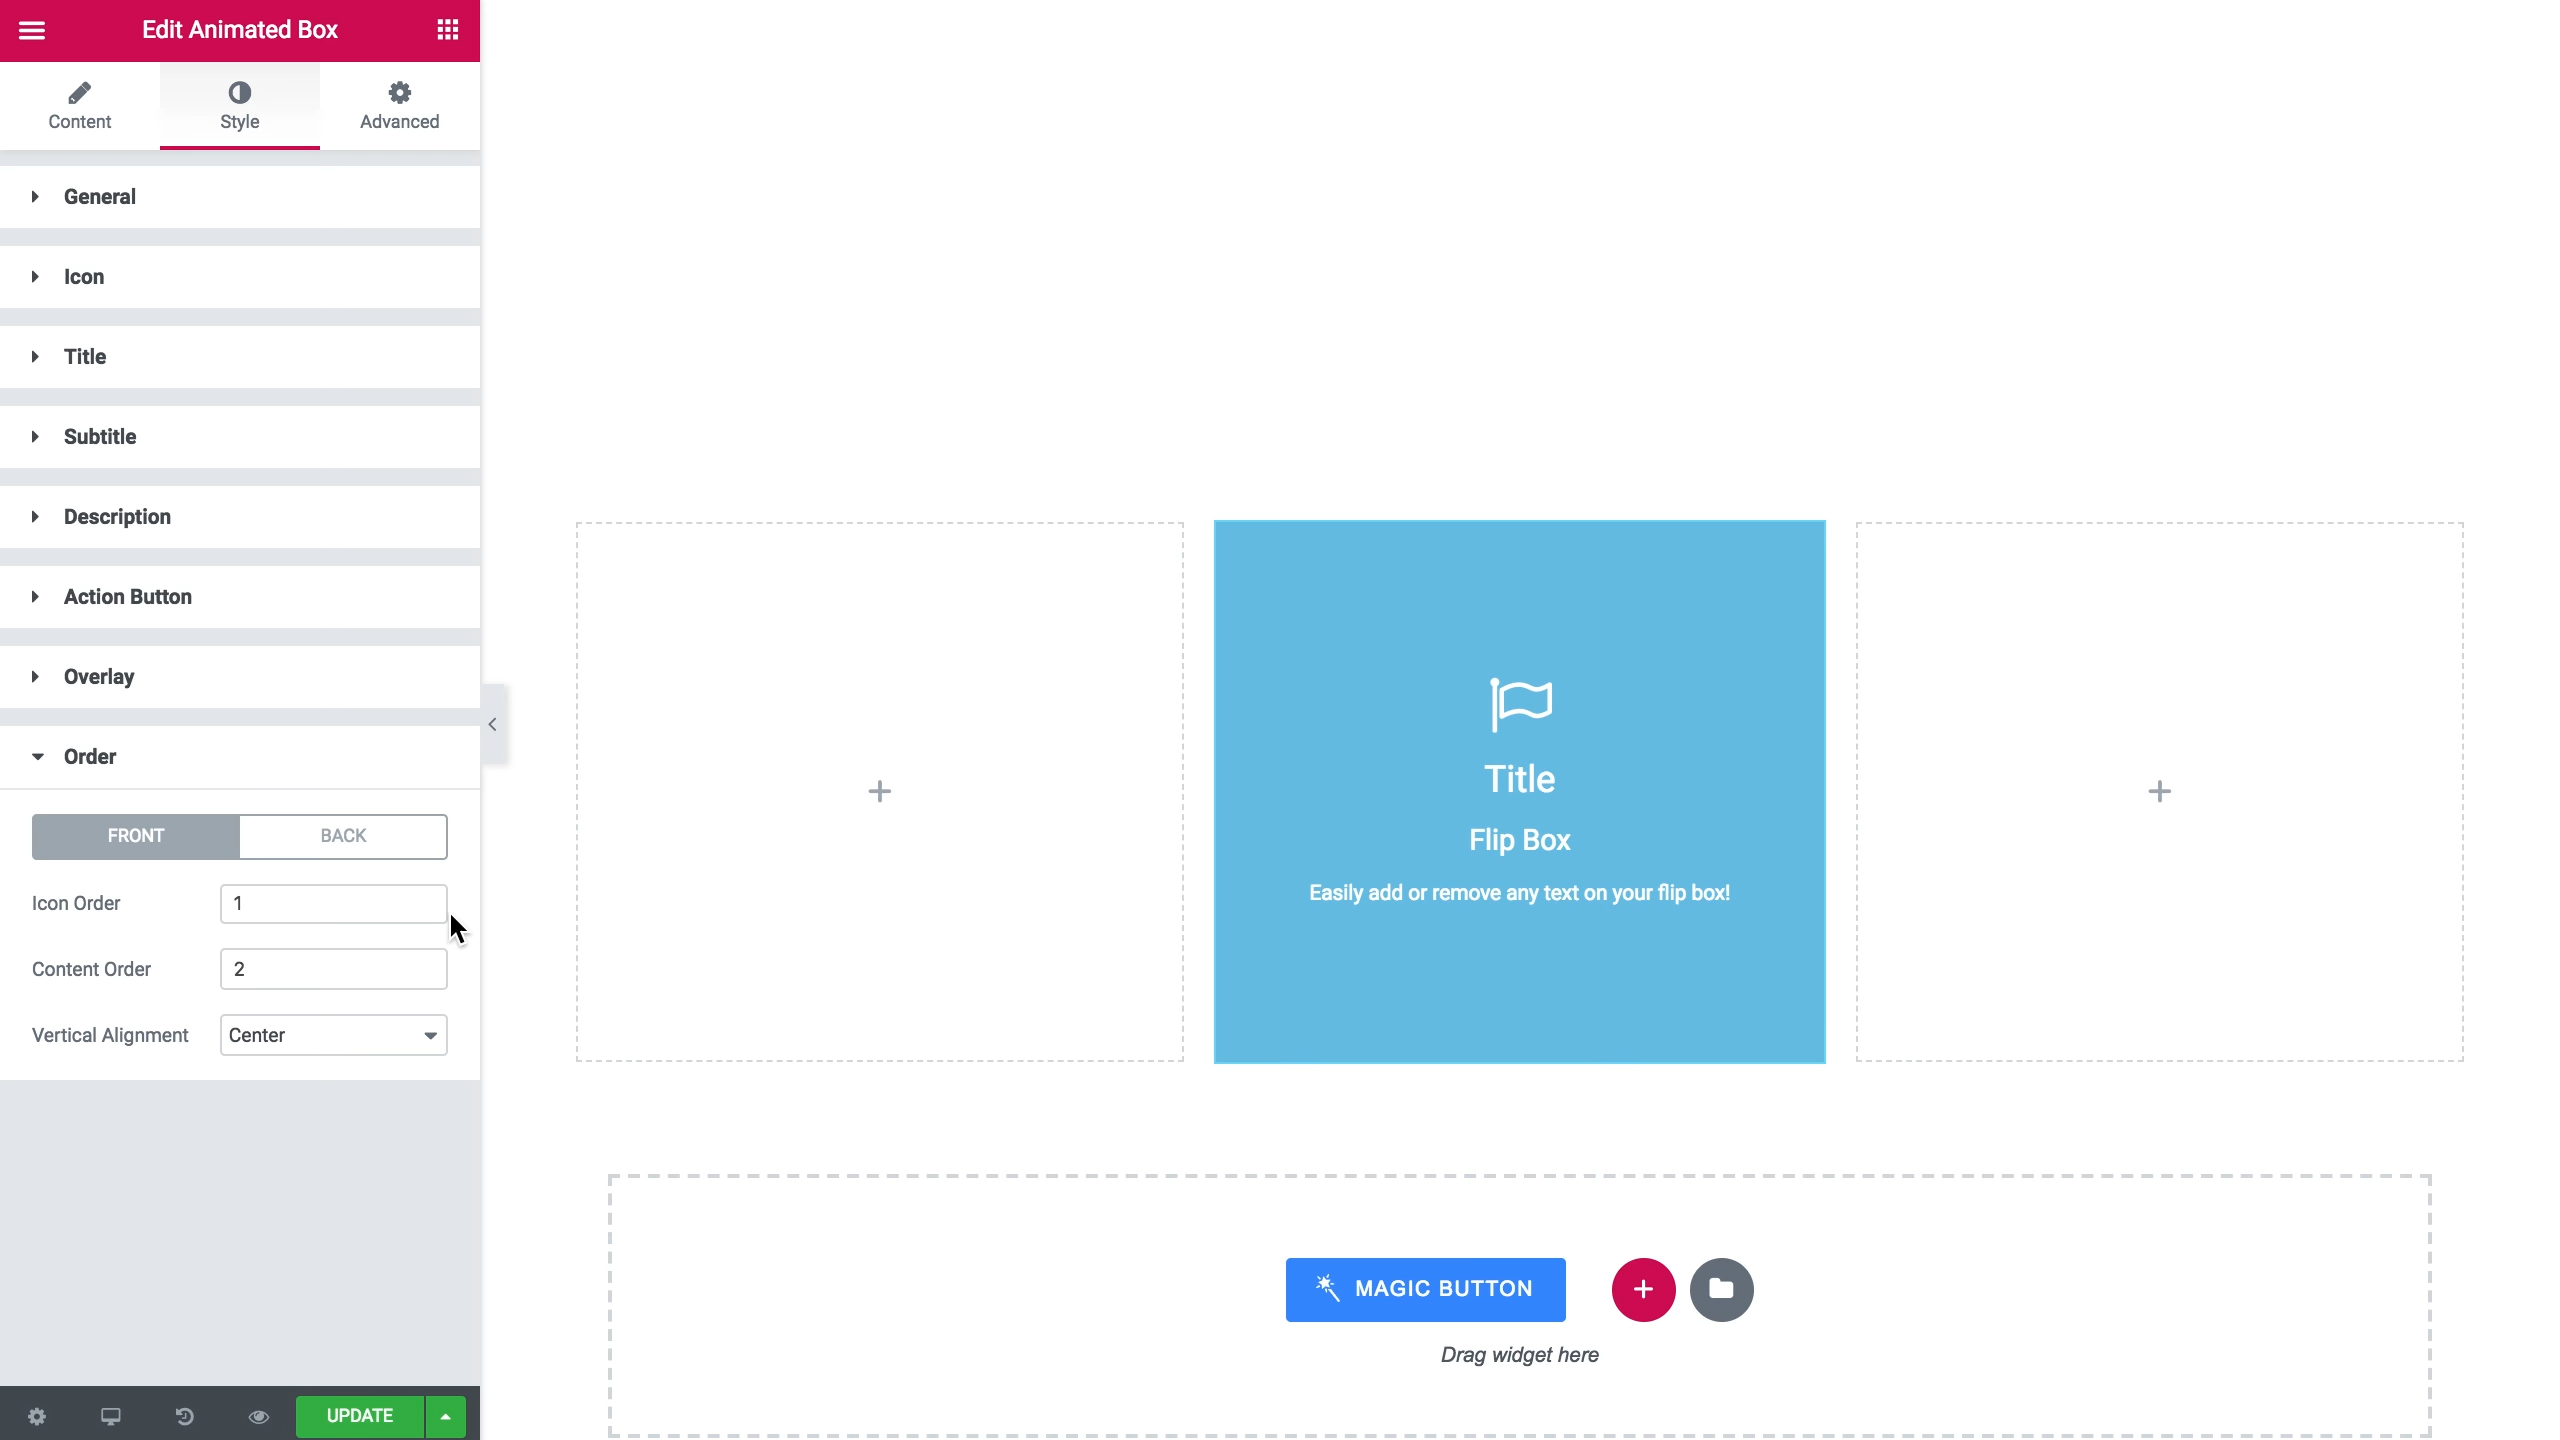 Edit Animated Box
Content
Style
Advanced
General
Icon
Title
Subtitle
Description
Action Button
Overlay
Order
FRONT
BACK
Icon Order
1
Content Order
2
Vertical Alignment
Center
UPDATE
Title
Flip Box
Easily add or remove any text on your flip box!
MAGIC BUTTON
Drag widget here